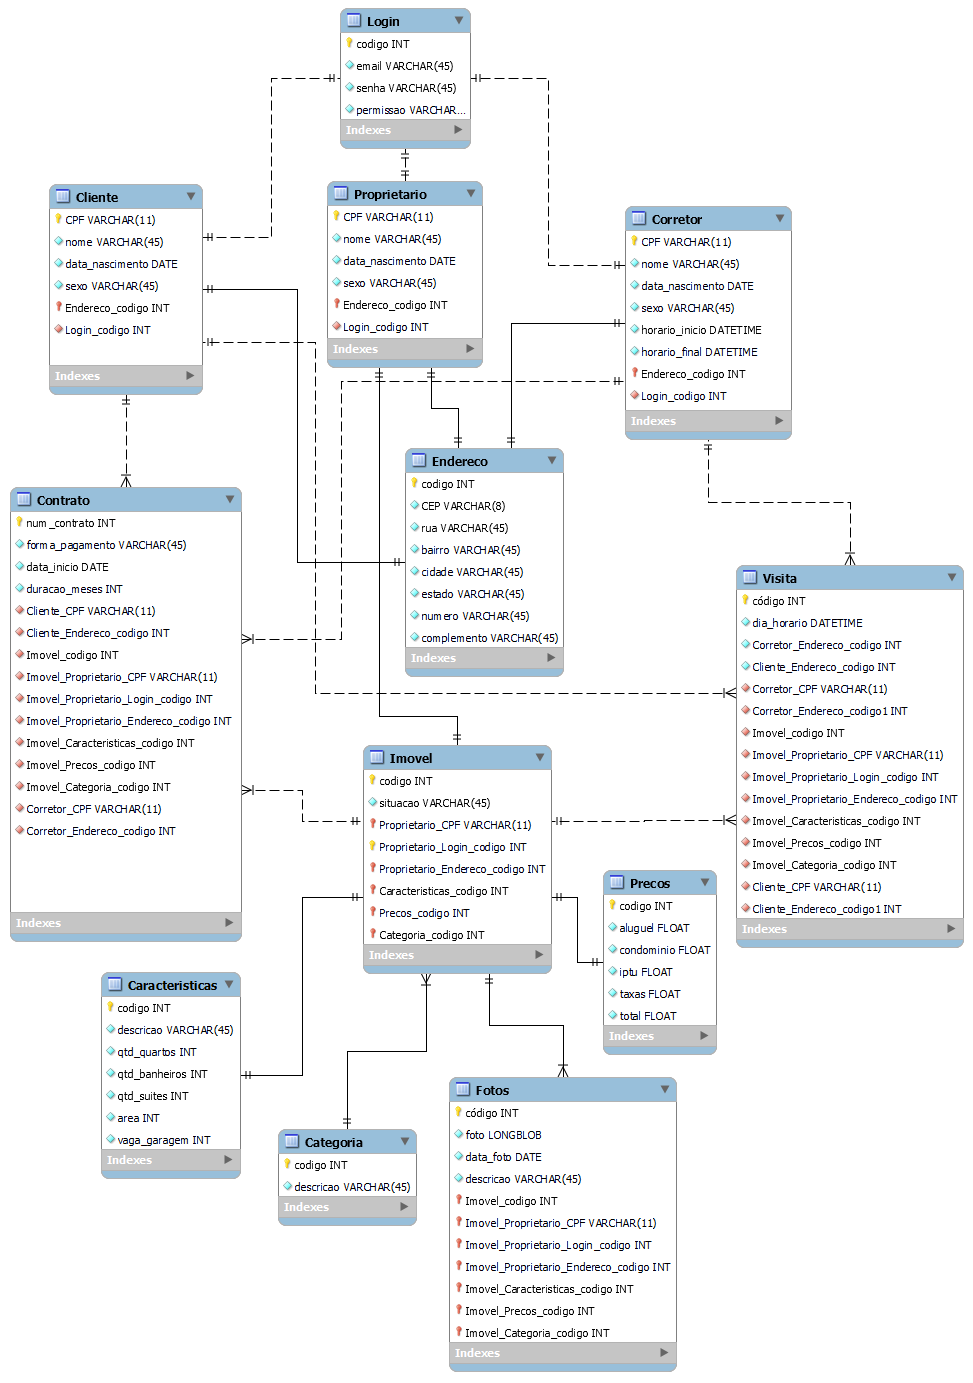 Login
codigo INT
email VARCHAR(45)
senha VARCHAR(45)
permissao VARCHAR...
Indexes
Cliente
CPF VARCHAR(11)
nome VARCHAR(45)
data_nascimento DATE
sexo VARCHAR(45)
Endereco_codigo INT
Login_codigo INT
Indexes
Proprietario
CPF VARCHAR(11)
nome VARCHAR(45)
data_nascimento DATE
sexo VARCHAR(45)
Endereco_codigo INT
Login_codigo INT
Indexes
Corretor
CPF VARCHAR(11)
nome VARCHAR(45)
data_nascimento DATE
sexo VARCHAR(45)
horario_inicio DATETIME
horario_final DATETIME
Endereco_codigo INT
Login_codigo INT
Indexes
Endereco
codigo INT
CEP VARCHAR(8)
rua VARCHAR(45)
bairro VARCHAR(45)
cidade VARCHAR(45)
estado VARCHAR(45)
numero VARCHAR(45)
complemento VARCHAR(45)
Indexes
Contrato
num_contrato INT
forma_pagamento VARCHAR(45)
data_inicio DATE
duracao_meses INT
Cliente_CPF VARCHAR(11)
Cliente_Endereco_codigo INT
Imovel_codigo INT
Imovel_Proprietario_CPF VARCHAR(11)
Imovel_Proprietario_Login_codigo INT
Imovel_Proprietario_Endereco_codigo INT
Imovel_Caracteristicas_codigo INT
Imovel_Precos_codigo INT
Imovel_Categoria_codigo INT
Corretor_CPF VARCHAR(11)
Corretor_Endereco_codigo INT
Indexes
Visita
código INT
dia_horario DATETIME
Corretor_Endereco_codigo INT
Cliente_Endereco_codigo INT
Corretor_CPF VARCHAR(11)
Corretor_Endereco_codigo1 INT
Imovel_codigo INT
Imovel_Proprietario_CPF VARCHAR(11)
Imovel_Proprietario_Login_codigo INT
Imovel_Proprietario_Endereco_codigo INT
Imovel_Caracteristicas_codigo INT
Imovel_Precos_codigo INT
Imovel_Categoria_codigo INT
Cliente_CPF VARCHAR(11)
Cliente_Endereco_codigo1 INT
Indexes
Imovel
codigo INT
situacao VARCHAR(45)
Proprietario_CPF VARCHAR(11)
Proprietario_Login_codigo INT
Proprietario_Endereco_codigo INT
Caracteristicas_codigo INT
Precos_codigo INT
Categoria_codigo INT
Indexes
Precos
codigo INT
aluguel FLOAT
condominio FLOAT
iptu FLOAT
taxas FLOAT
total FLOAT
Indexes
Caracteristicas
codigo INT
descricao VARCHAR(45)
qtd_quartos INT
qtd_banheiros INT
qtd_suites INT
area INT
vaga_garagem INT
Indexes
Categoria
codigo INT
descricao VARCHAR(45)
Indexes
Fotos
código INT
foto LONGBLOB
data_foto DATE
descricao VARCHAR(45)
Imovel_codigo INT
Imovel_Proprietario_CPF VARCHAR(11)
Imovel_Proprietario_Login_codigo INT
Imovel_Proprietario_Endereco_codigo INT
Imovel_Caracteristicas_codigo INT
Imovel_Precos_codigo INT
Imovel_Categoria_codigo INT
Indexes